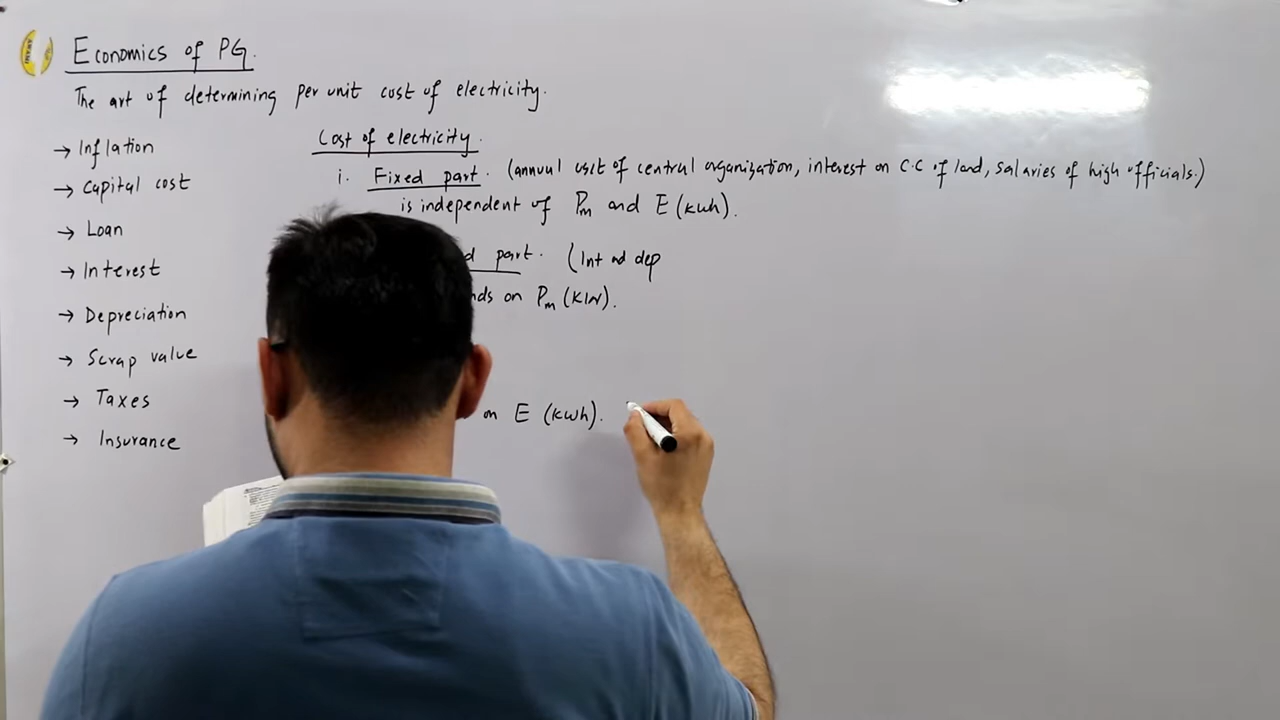 Economics of PG.
The art of determining per unit cost of electricity.
→ Inflation
→ Capital cost
→ Loan
→ Interest
→ Depreciation
→ Scrap value
→ Taxes
→ Insurance
Cost of electricity.
i. Fixed part. (annual cost of central organization, interest on C.C of land, salaries of high officials.)
is independent of Pm and E (kWh).
part. (Int and dep
on Pm (kW).
on E (kWh).